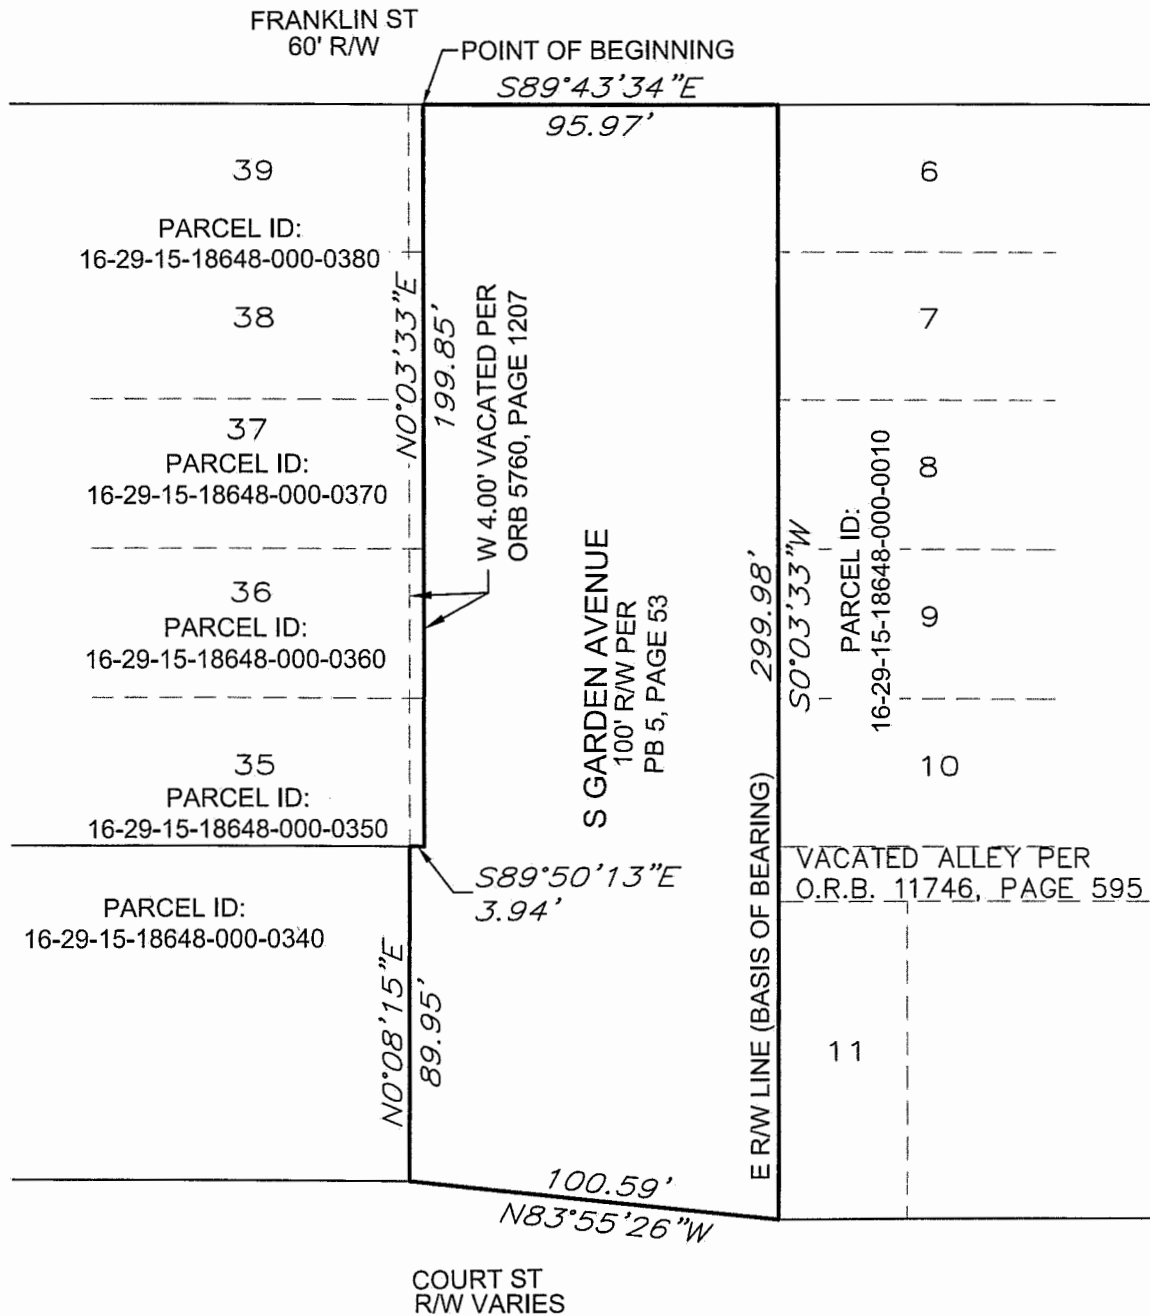 FRANKLIN ST
60' R/W
POINT OF BEGINNING
S89°43'34"E
95.97'
39
PARCEL ID:
16-29-15-18648-000-0380
38
37
PARCEL ID:
16-29-15-18648-000-0370
36
PARCEL ID:
16-29-15-18648-000-0360
35
PARCEL ID:
16-29-15-18648-000-0350
PARCEL ID:
16-29-15-18648-000-0340
N0°03'33"E
199.85'
W 4.00' VACATED PER
ORB 5760, PAGE 1207
S GARDEN AVENUE
100' R/W PER
PB 5, PAGE 53
299.98'
S0°03'33"W
E R/W LINE (BASIS OF BEARING)
6
7
8
PARCEL ID:
16-29-15-18648-000-0010
9
10
VACATED ALLEY PER
O.R.B. 11746, PAGE 595
11
S89°50'13"E
3.94'
N0°08'15"E
89.95'
100.59'
N83°55'26"W
COURT ST
R/W VARIES